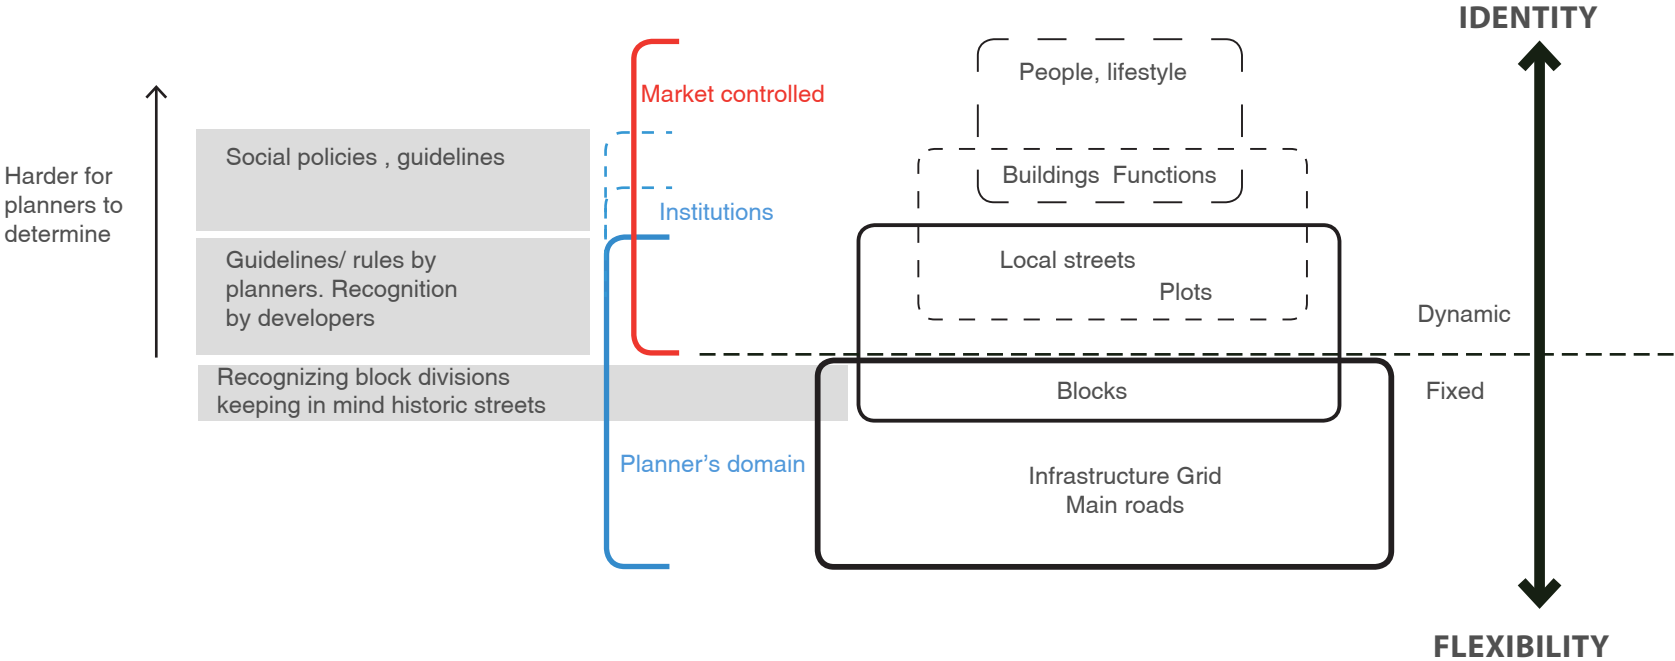 IDENTITY
People, lifestyle
Market controlled
Social policies , guidelines
Harder for
planners to
determine
Buildings  Functions
Institutions
Guidelines/ rules by
planners. Recognition
by developers
Local streets
Plots
Dynamic
Recognizing block divisions
keeping in mind historic streets
Blocks
Fixed
Planner’s domain
Infrastructure Grid
Main roads
FLEXIBILITY